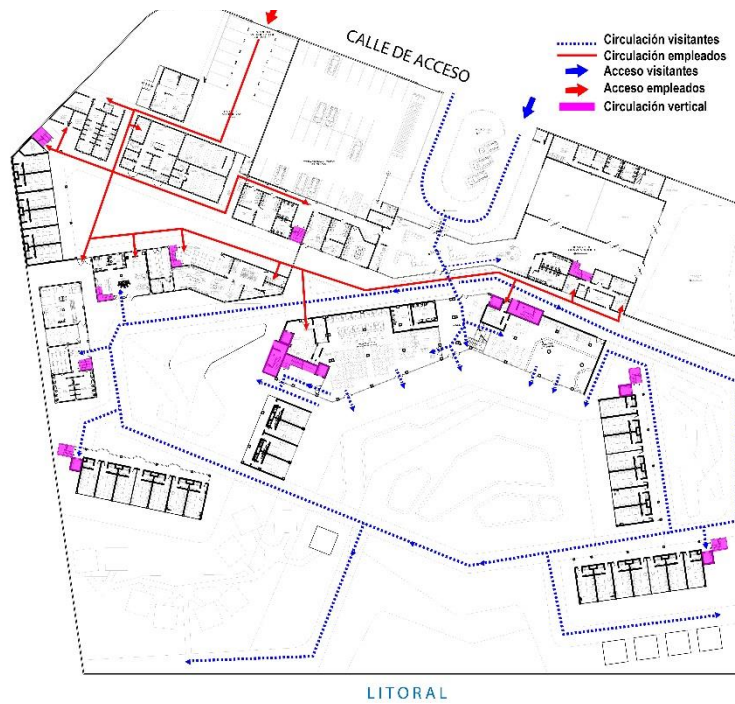 CALLE DE ACCESO
Circulación visitantes
Circulación empleados
Acceso visitantes
Acceso empleados
Circulación vertical
LITORAL